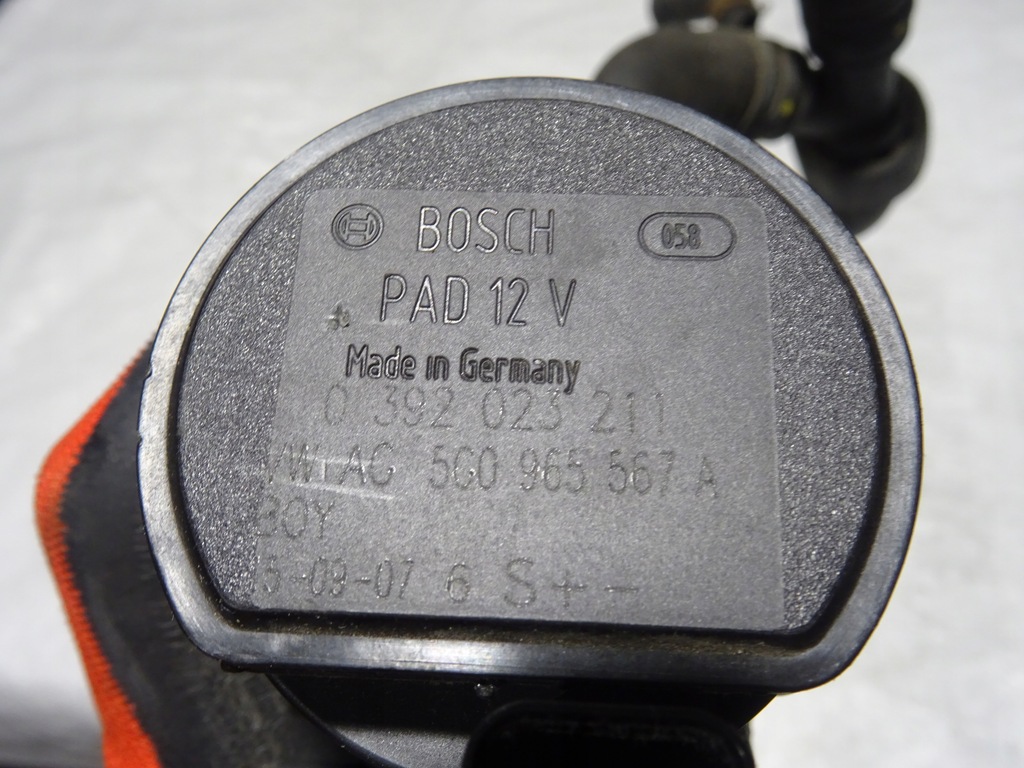 BOSCH 058
PAD 12 V
Made in Germany
0 392 023 211
VW AG 5G0 965 567 A
BOY
5-09-07 6 S + -